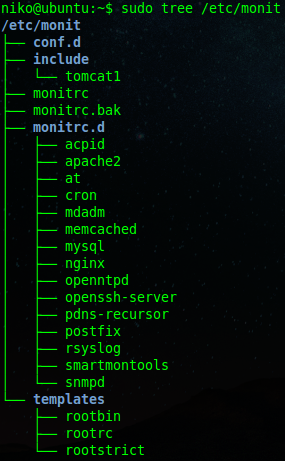 niko@ubuntu:~$ sudo tree /etc/monit
/etc/monit
├── conf.d
├── include
│   └── tomcat1
├── monitrc
├── monitrc.bak
├── monitrc.d
│   ├── acpid
│   ├── apache2
│   ├── at
│   ├── cron
│   ├── mdadm
│   ├── memcached
│   ├── mysql
│   ├── nginx
│   ├── openntpd
│   ├── openssh-server
│   ├── pdns-recursor
│   ├── postfix
│   ├── rsyslog
│   ├── smartmontools
│   └── snmpd
└── templates
    ├── rootbin
    ├── rootrc
    └── rootstrict